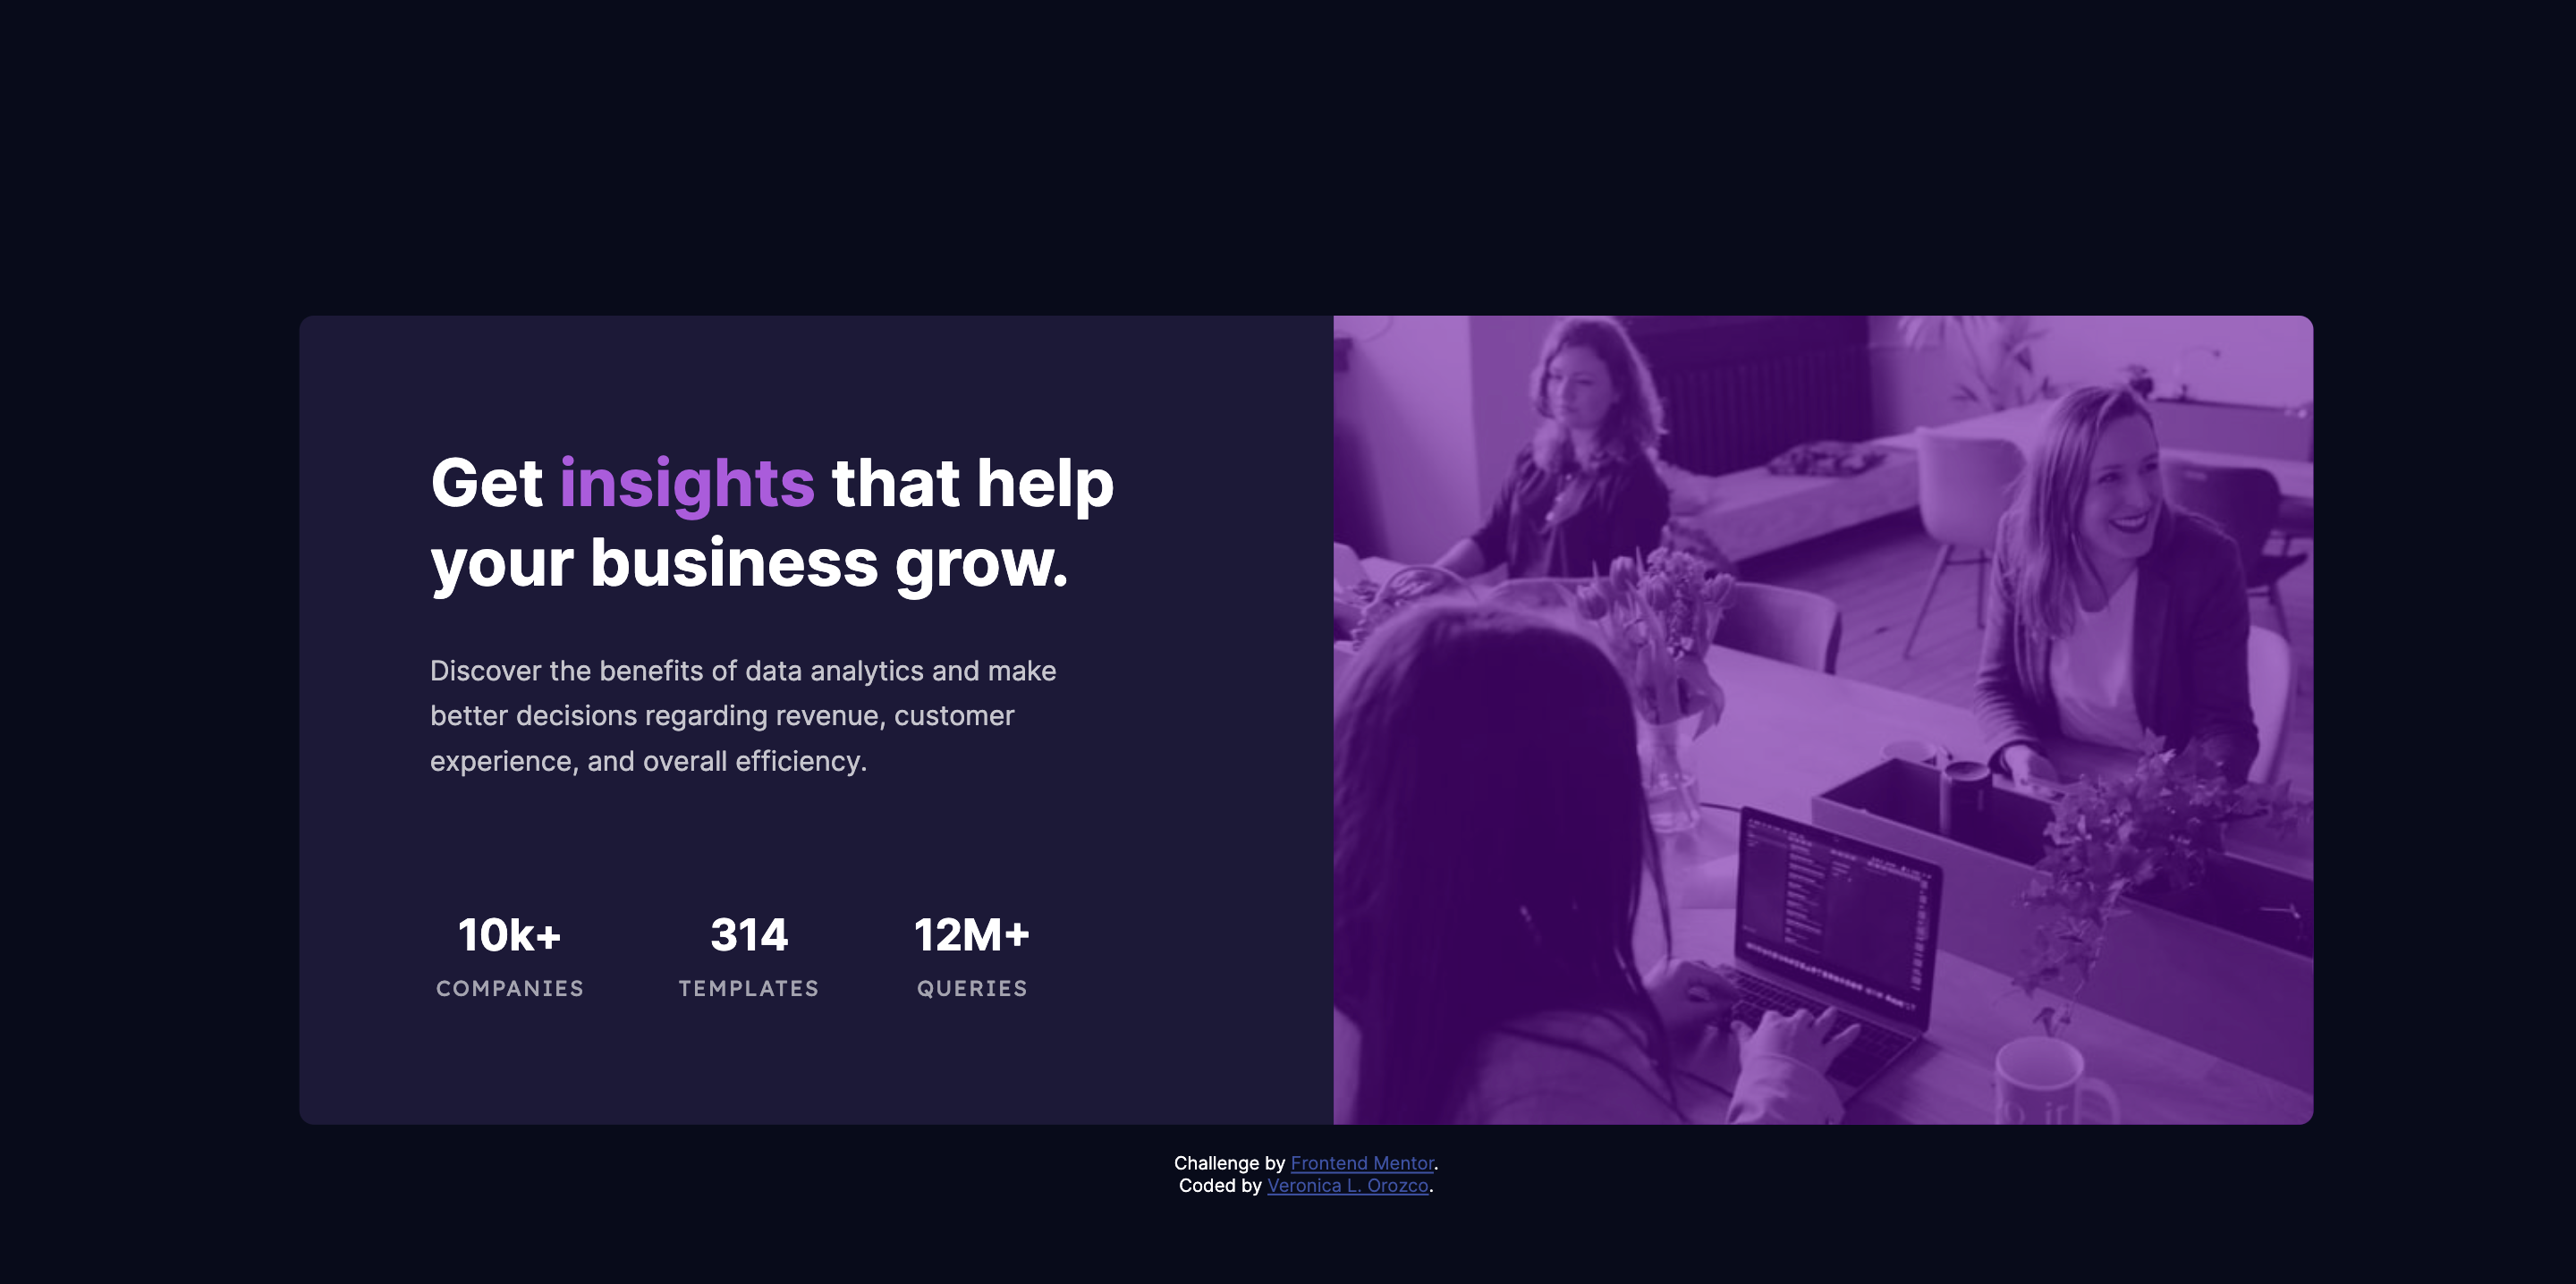 Get insights that help
your business grow.
Discover the benefits of data analytics and make
better decisions regarding revenue, customer
experience, and overall efficiency.
10k+ 314 12M+
COMPANIES TEMPLATES QUERIES
Challenge by Frontend Mentor.
Coded by Veronica L. Orozco.